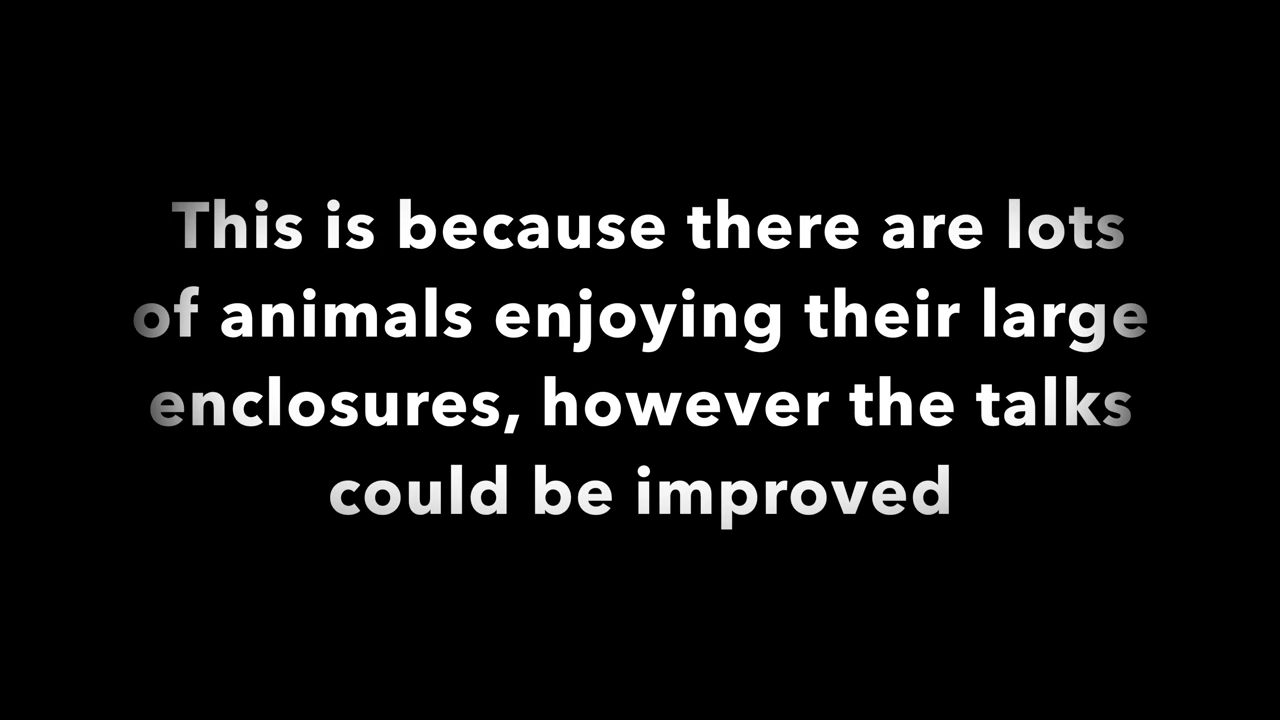 This is because there are lots
of animals enjoying their large
enclosures, however the talks
could be improved